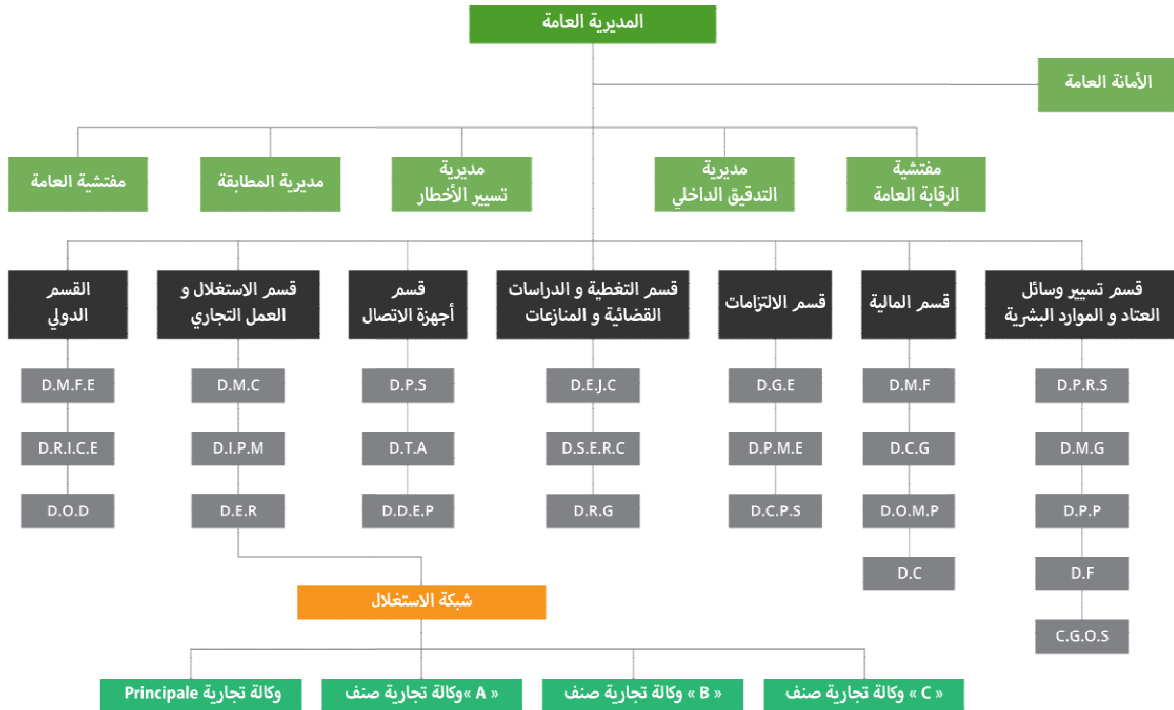 المديرية العامة
الأمانة العامة
مفتشية
الرقابة العامة
مديرية
التدقيق الداخلي
مديرية
تسيير الأخطار
مديرية المطابقة
مفتشية العامة
قسم تسيير وسائل
العتاد و الموارد البشرية
قسم المالية
قسم الالتزامات
قسم التغطية و الدراسات
القضائية و المنازعات
قسم
أجهزة الاتصال
قسم الاستغلال و
العمل التجاري
القسم
الدولي
D.P.R.S
D.M.G
D.P.P
D.F
C.G.O.S
D.M.F
D.C.G
D.O.M.P
D.C
D.G.E
D.P.M.E
D.C.P.S
D.E.J.C
D.S.E.R.C
D.R.G
D.P.S
D.T.A
D.D.E.P
D.M.C
D.I.P.M
D.E.R
D.M.F.E
D.R.I.C.E
D.O.D
شبكة الاستغلال
وكالة تجارية صنف « C »
وكالة تجارية صنف « B »
وكالة تجارية صنف « A »
وكالة تجارية Principale